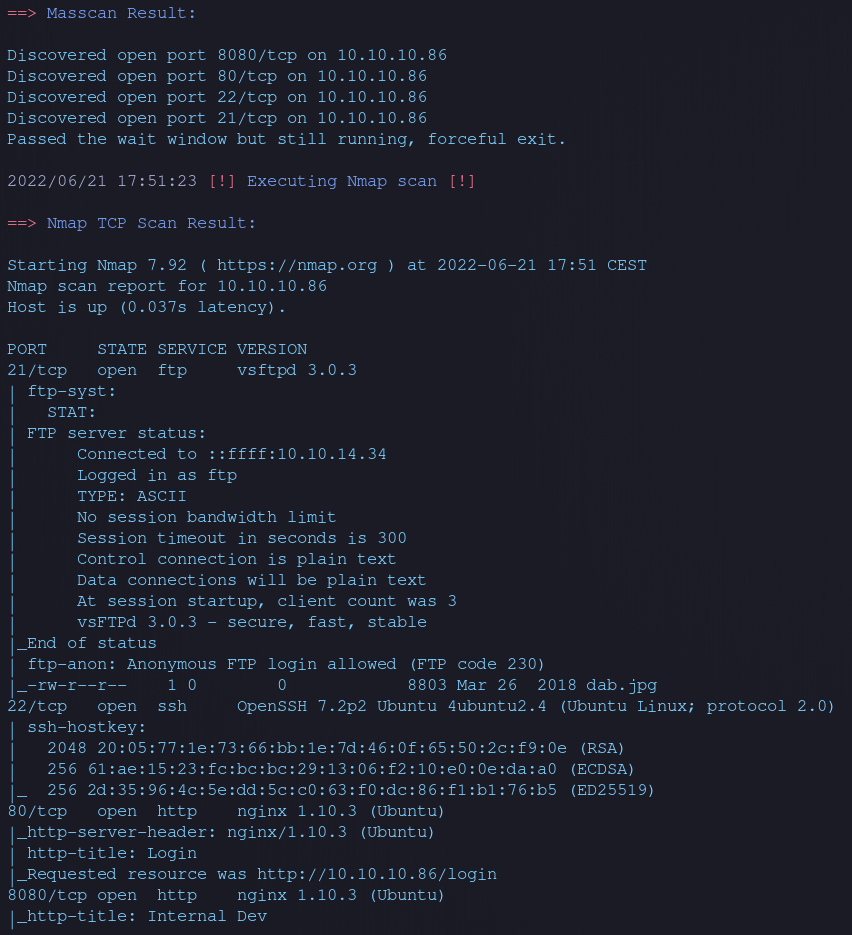 ==> Masscan Result:
Discovered open port 8080/tcp on 10.10.10.86
Discovered open port 80/tcp on 10.10.10.86
Discovered open port 22/tcp on 10.10.10.86
Discovered open port 21/tcp on 10.10.10.86
Passed the wait window but still running, forceful exit.
2022/06/21 17:51:23 [!] Executing Nmap scan [!]
==> Nmap TCP Scan Result:
Starting Nmap 7.92 ( https://nmap.org ) at 2022-06-21 17:51 CEST
Nmap scan report for 10.10.10.86
Host is up (0.037s latency).
PORT     STATE SERVICE VERSION
21/tcp   open  ftp     vsftpd 3.0.3
| ftp-syst:
|   STAT:
| FTP server status:
|      Connected to ::ffff:10.10.14.34
|      Logged in as ftp
|      TYPE: ASCII
|      No session bandwidth limit
|      Session timeout in seconds is 300
|      Control connection is plain text
|      Data connections will be plain text
|      At session startup, client count was 3
|      vsFTPd 3.0.3 - secure, fast, stable
|_End of status
| ftp-anon: Anonymous FTP login allowed (FTP code 230)
|_-rw-r--r--    1 0        0            8803 Mar 26  2018 dab.jpg
22/tcp   open  ssh     OpenSSH 7.2p2 Ubuntu 4ubuntu2.4 (Ubuntu Linux; protocol 2.0)
| ssh-hostkey:
|   2048 20:05:77:1e:73:66:bb:1e:7d:46:0f:65:50:2c:f9:0e (RSA)
|   256 61:ae:15:23:fc:bc:bc:29:13:06:f2:10:e0:0e:da:a0 (ECDSA)
|_  256 2d:35:96:4c:5e:dd:5c:c0:63:f0:dc:86:f1:b1:76:b5 (ED25519)
80/tcp   open  http    nginx 1.10.3 (Ubuntu)
|_http-server-header: nginx/1.10.3 (Ubuntu)
| http-title: Login
|_Requested resource was http://10.10.10.86/login
8080/tcp open  http    nginx 1.10.3 (Ubuntu)
|_http-title: Internal Dev